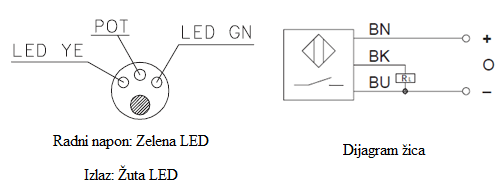 POT
LED YE
LED GN
Radni napon: Zelena LED
Izlaz: Žuta LED
BN
+
BK
RL
BU
−
Dijagram žica